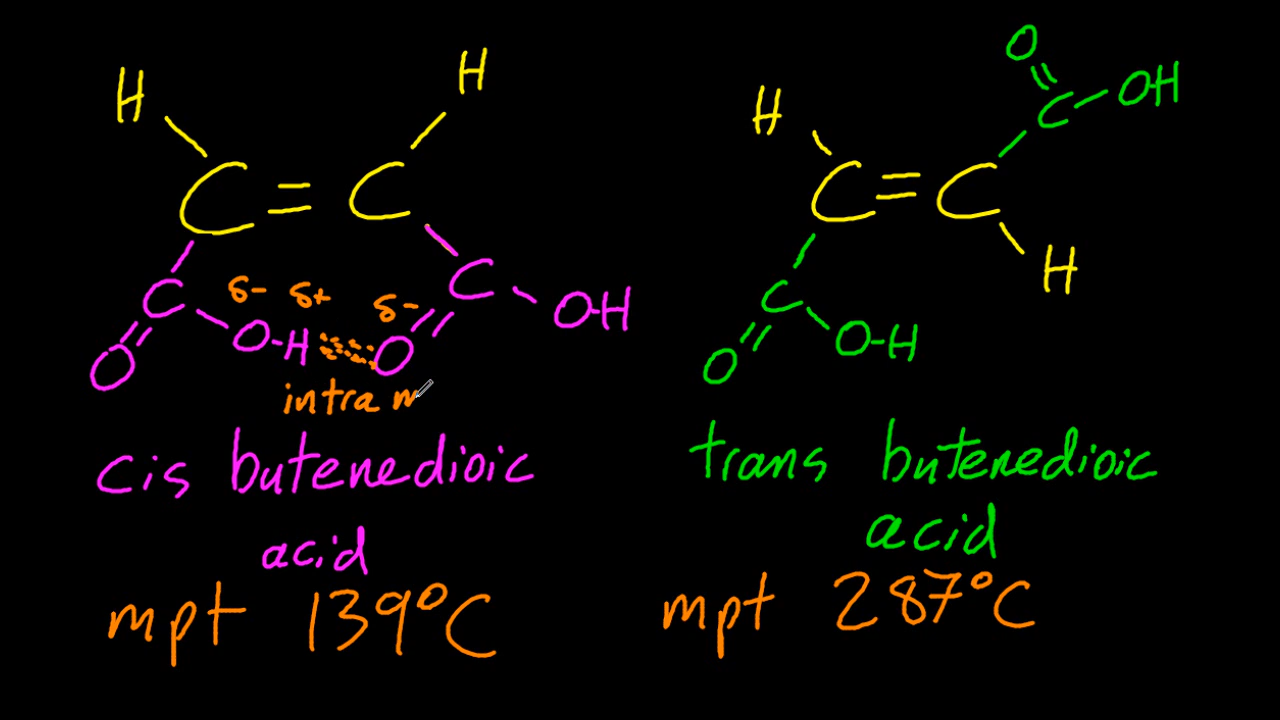 H H
C = C
C O-H O C OH
O
δ- δ+ δ-
intra m
cis butenedioic
acid
mpt 139°C
O
C OH
H
C = C
H
C O-H
O
trans butenedioic
acid
mpt 287°C